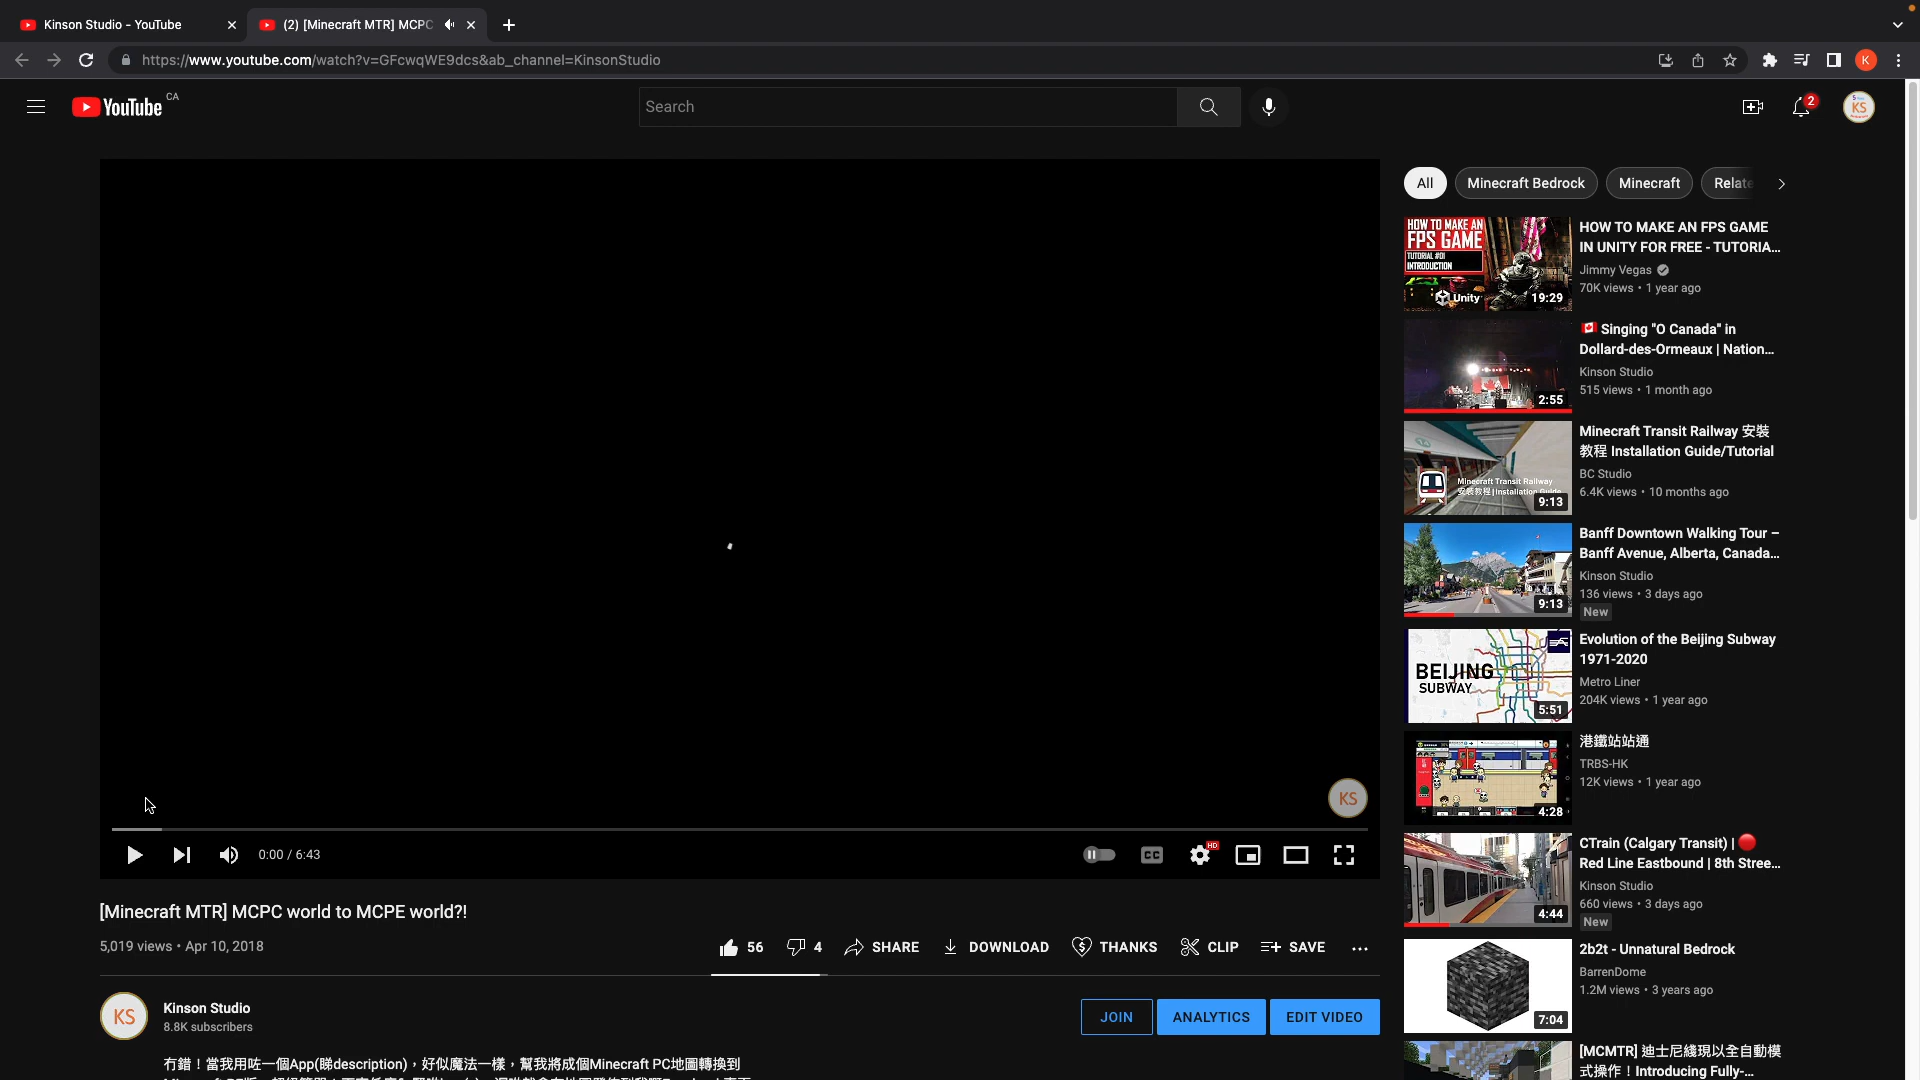 Kinson Studio - YouTube
(2) [Minecraft MTR] MCPC
https://www.youtube.com/watch?v=GFcwqWE9dcs&ab_channel=KinsonStudio
K
YouTube CA
Search
2
KS
All
Minecraft Bedrock
Minecraft
Relate
HOW TO MAKE AN
FPS GAME
TUTORIAL #01
INTRODUCTION
Unity
19:29
HOW TO MAKE AN FPS GAME
IN UNITY FOR FREE - TUTORIA...
Jimmy Vegas
70K views • 1 year ago
2:55
Singing "O Canada" in
Dollard-des-Ormeaux | Nation...
Kinson Studio
515 views • 1 month ago
Minecraft Transit Railway
安裝教程 | Installation Guide
9:13
Minecraft Transit Railway 安裝
教程 Installation Guide/Tutorial
BC Studio
6.4K views • 10 months ago
9:13
Banff Downtown Walking Tour –
Banff Avenue, Alberta, Canada...
Kinson Studio
136 views • 3 days ago
New
BEIJING
SUBWAY
5:51
Evolution of the Beijing Subway
1971-2020
Metro Liner
204K views • 1 year ago
4:28
港鐵站站通
TRBS-HK
12K views • 1 year ago
4:44
CTrain (Calgary Transit) | 🔴
Red Line Eastbound | 8th Stree...
Kinson Studio
660 views • 3 days ago
New
7:04
2b2t - Unnatural Bedrock
BarrenDome
1.2M views • 3 years ago
[MCMTR] 迪士尼綫現以全自動模
式操作！Introducing Fully-...
KS
0:00 / 6:43
CC
HD
[Minecraft MTR] MCPC world to MCPE world?!
5,019 views • Apr 10, 2018
56
4
SHARE
DOWNLOAD
THANKS
CLIP
SAVE
KS
Kinson Studio
8.8K subscribers
JOIN
ANALYTICS
EDIT VIDEO
冇錯！當我用咗一個App(睇description)，好似魔法一樣，幫我將成個Minecraft PC地圖轉換到